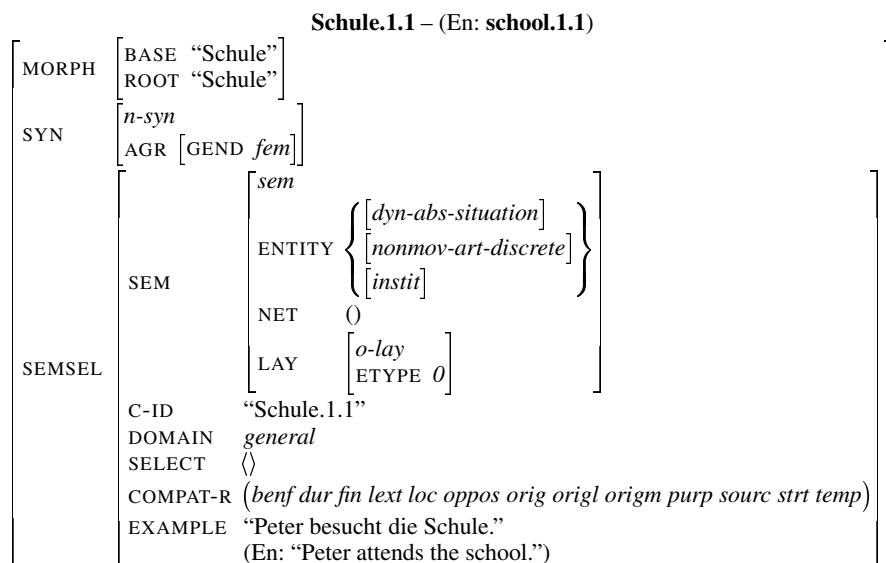 Schule.1.1 – (En: school.1.1)
MORPH
BASE “Schule”
ROOT “Schule”
SYN
n-syn
AGR [GEND fem]
SEMSEL
SEM
sem
ENTITY
[dyn-abs-situation]
[nonmov-art-discrete]
[instit]
NET ()
LAY
o-lay
ETYPE 0
C-ID “Schule.1.1”
DOMAIN general
SELECT ⟨⟩
COMPAT-R (benf dur fin lext loc oppos orig origl origm purp sourc strt temp)
EXAMPLE “Peter besucht die Schule.”
(En: “Peter attends the school.”)